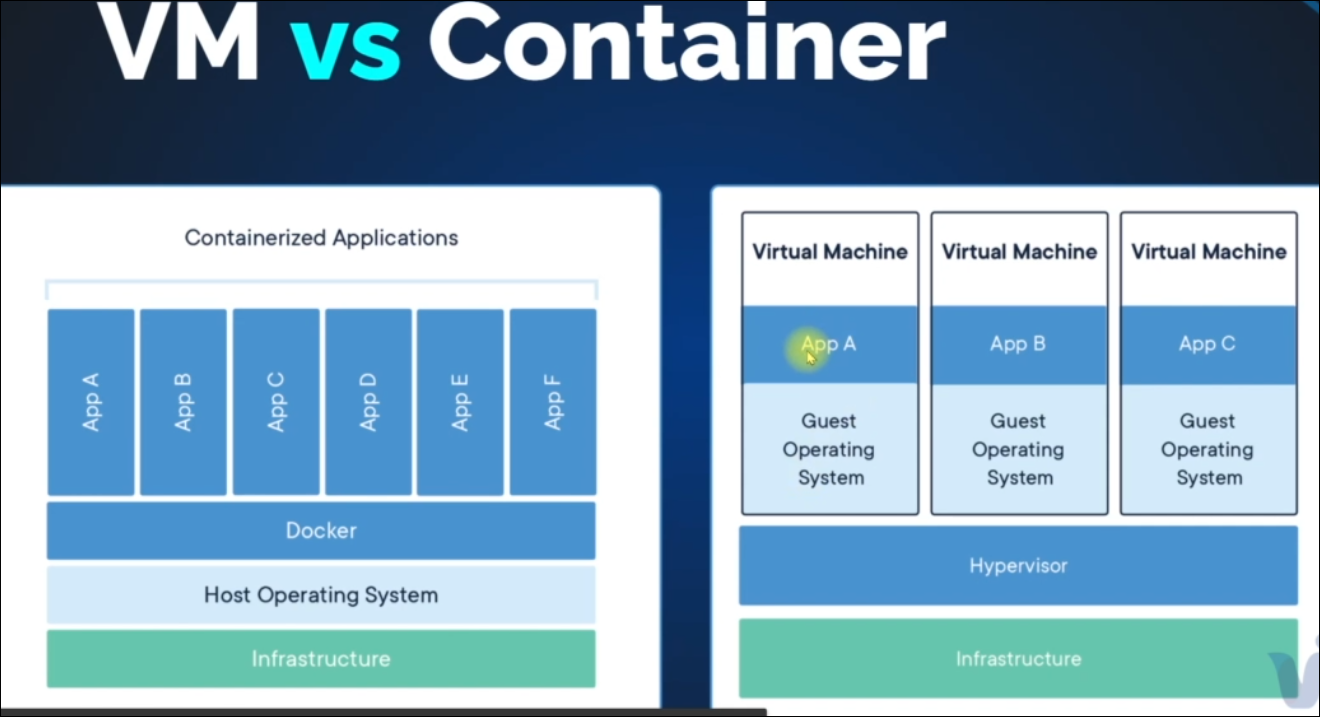 VM vs Container
Containerized Applications
App A
App B
App C
App D
App E
App F
Docker
Host Operating System
Infrastructure
Virtual Machine
App A
Guest
Operating
System
Virtual Machine
App B
Guest
Operating
System
Virtual Machine
App C
Guest
Operating
System
Hypervisor
Infrastructure